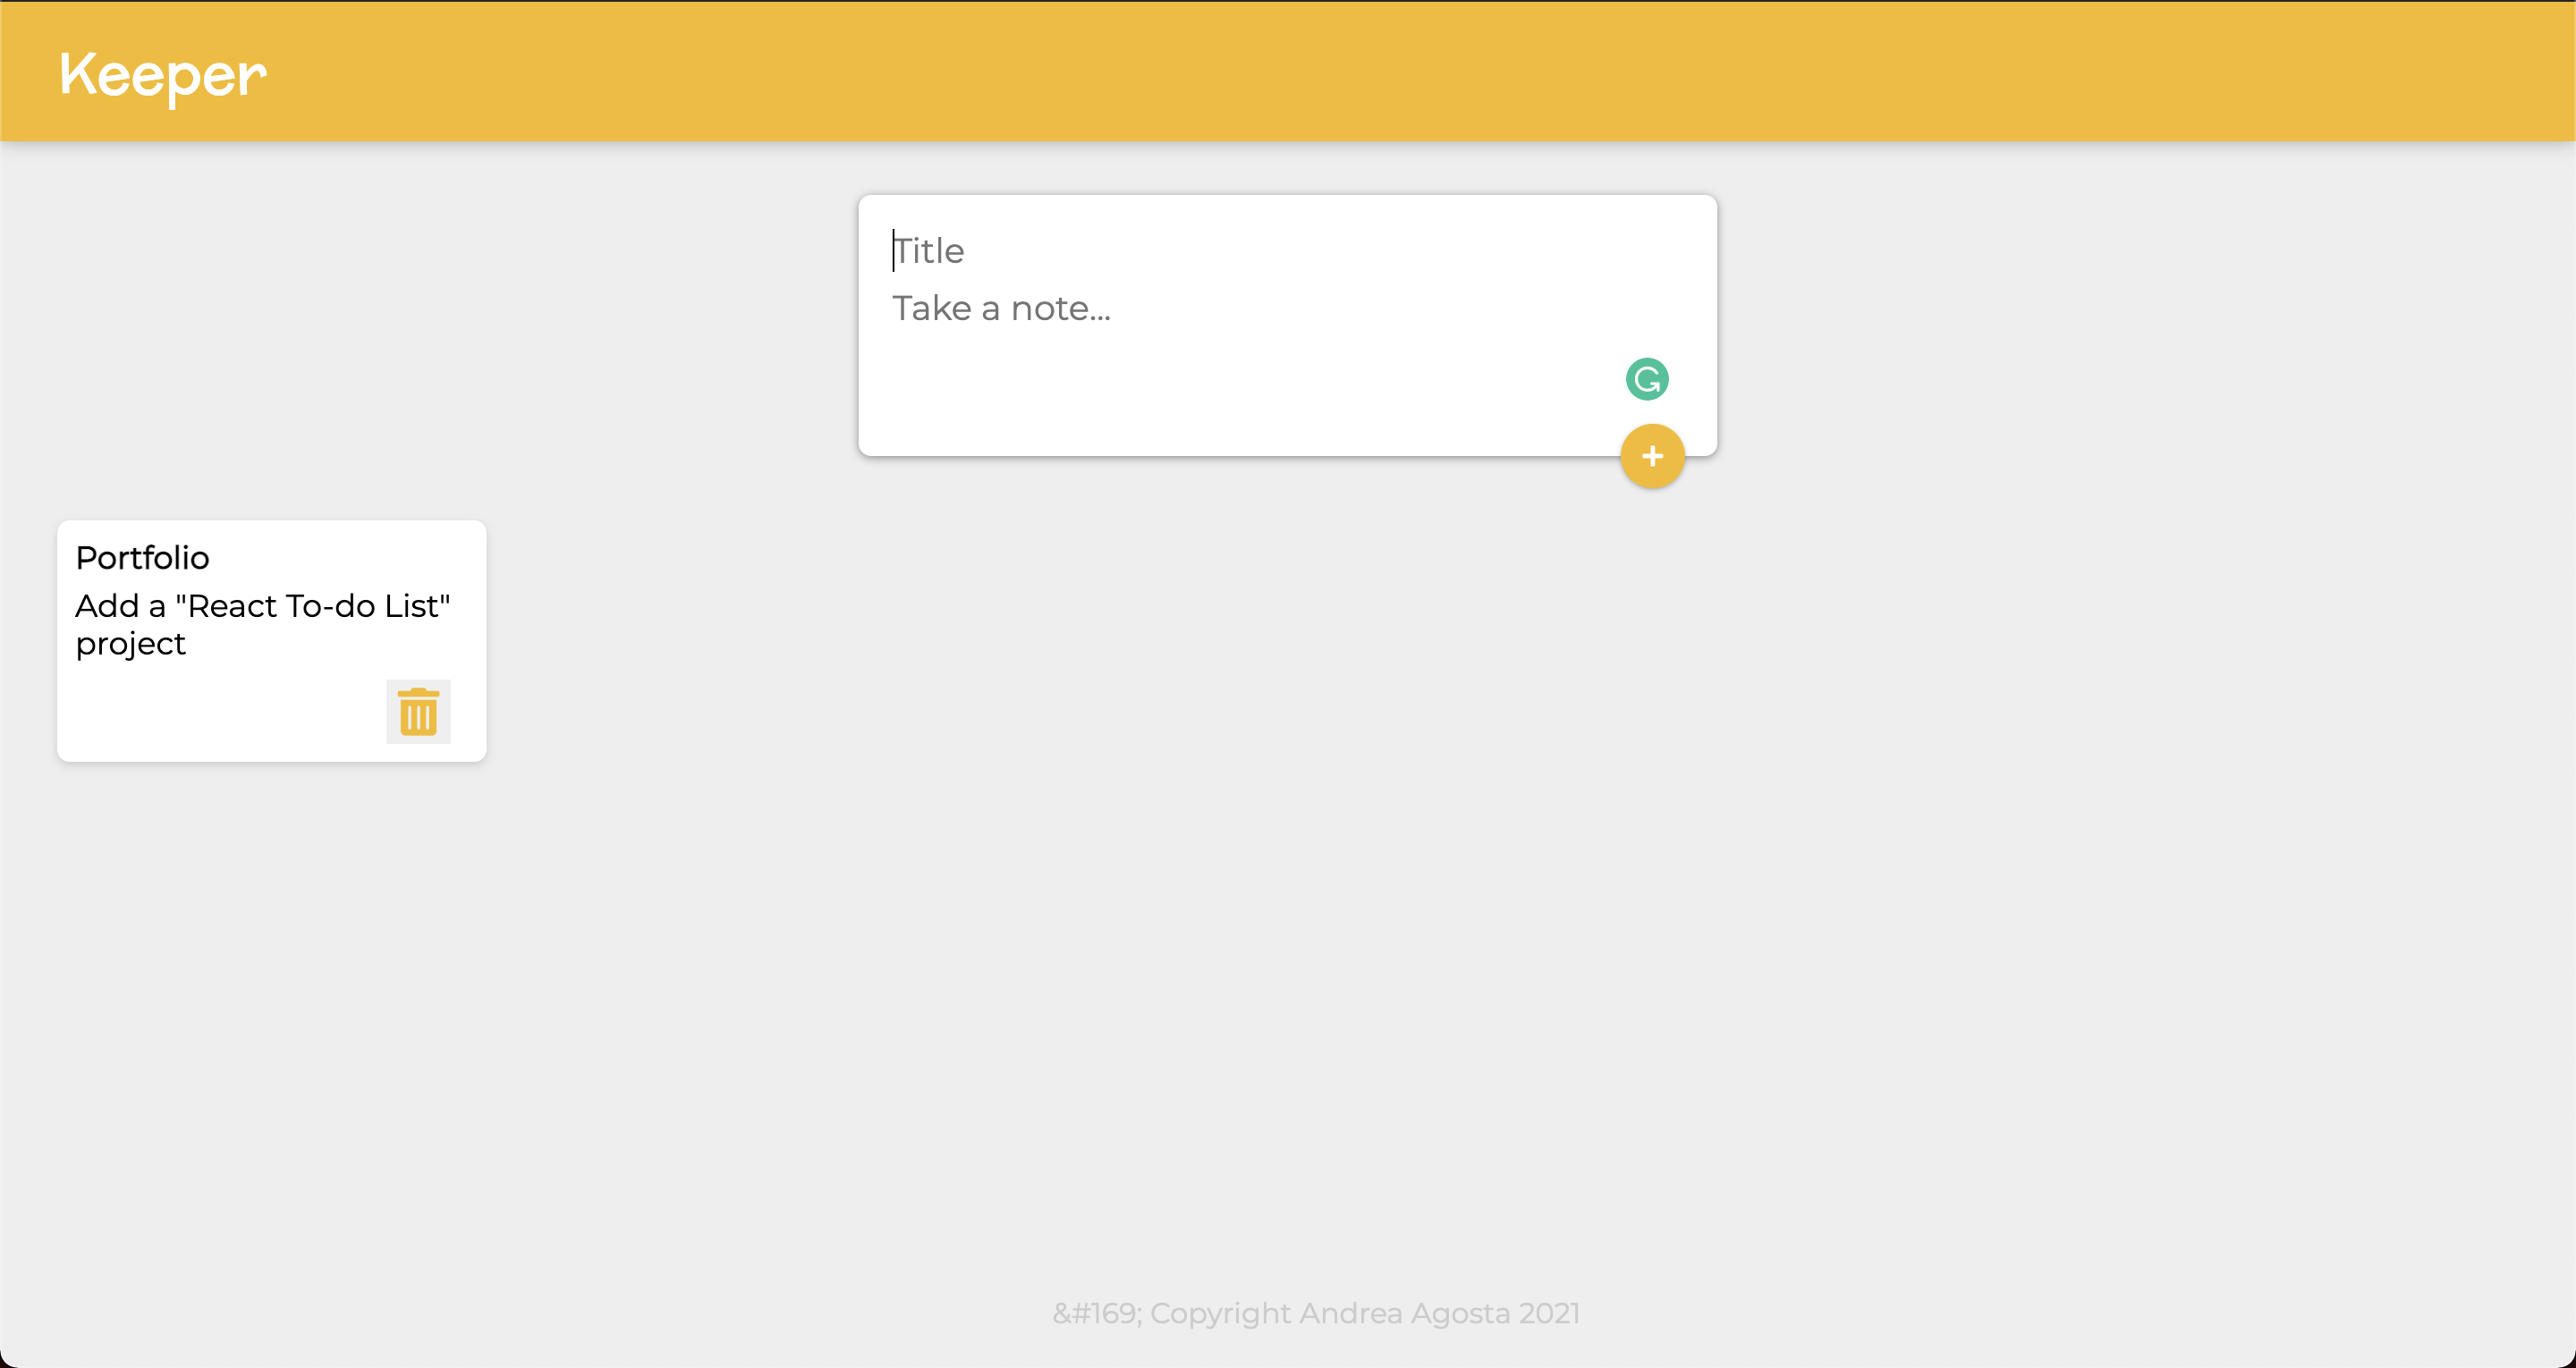 Keeper
Title
Take a note...
+
Portfolio
Add a "React To-do List"
project
&#169; Copyright Andrea Agosta 2021